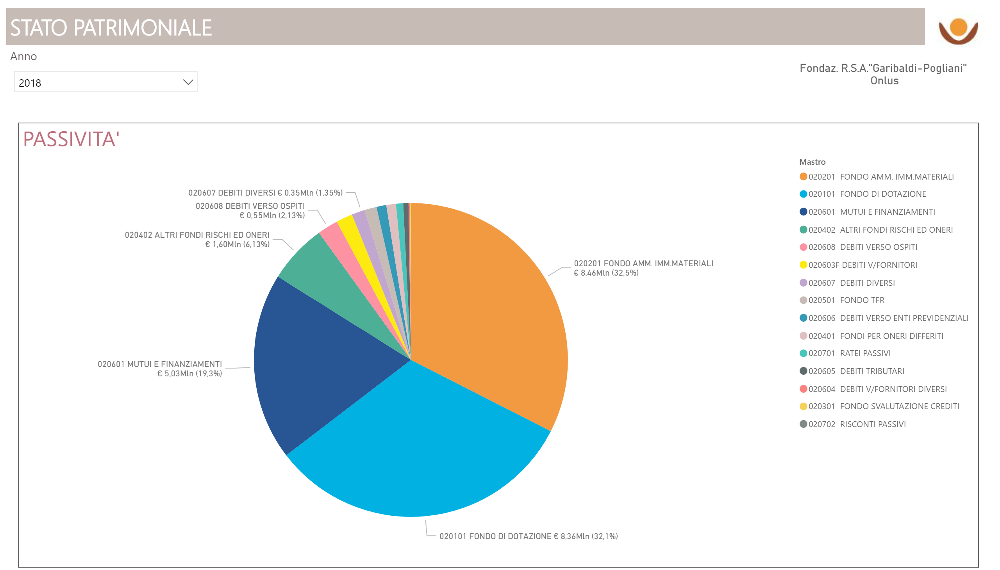 STATO PATRIMONIALE
Anno
2018
Fondaz. R.S.A."Garibaldi-Pogliani"
Onlus
PASSIVITA'
020607 DEBITI DIVERSI € 0,35Mln (1,35%)
020608 DEBITI VERSO OSPITI
€ 0,55Mln (2,13%)
020402 ALTRI FONDI RISCHI ED ONERI
€ 1,60Mln (6,13%)
020601 MUTUI E FINANZIAMENTI
€ 5,03Mln (19,3%)
020201 FONDO AMM. IMM.MATERIALI
€ 8,46Mln (32,5%)
020101 FONDO DI DOTAZIONE € 8,36Mln (32,1%)
Mastro
020201 FONDO AMM. IMM.MATERIALI
020101 FONDO DI DOTAZIONE
020601 MUTUI E FINANZIAMENTI
020402 ALTRI FONDI RISCHI ED ONERI
020608 DEBITI VERSO OSPITI
020603F DEBITI V/FORNITORI
020607 DEBITI DIVERSI
020501 FONDO TFR
020606 DEBITI VERSO ENTI PREVIDENZIALI
020401 FONDI PER ONERI DIFFERITI
020701 RATEI PASSIVI
020605 DEBITI TRIBUTARI
020604 DEBITI V/FORNITORI DIVERSI
020301 FONDO SVALUTAZIONE CREDITI
020702 RISCONTI PASSIVI